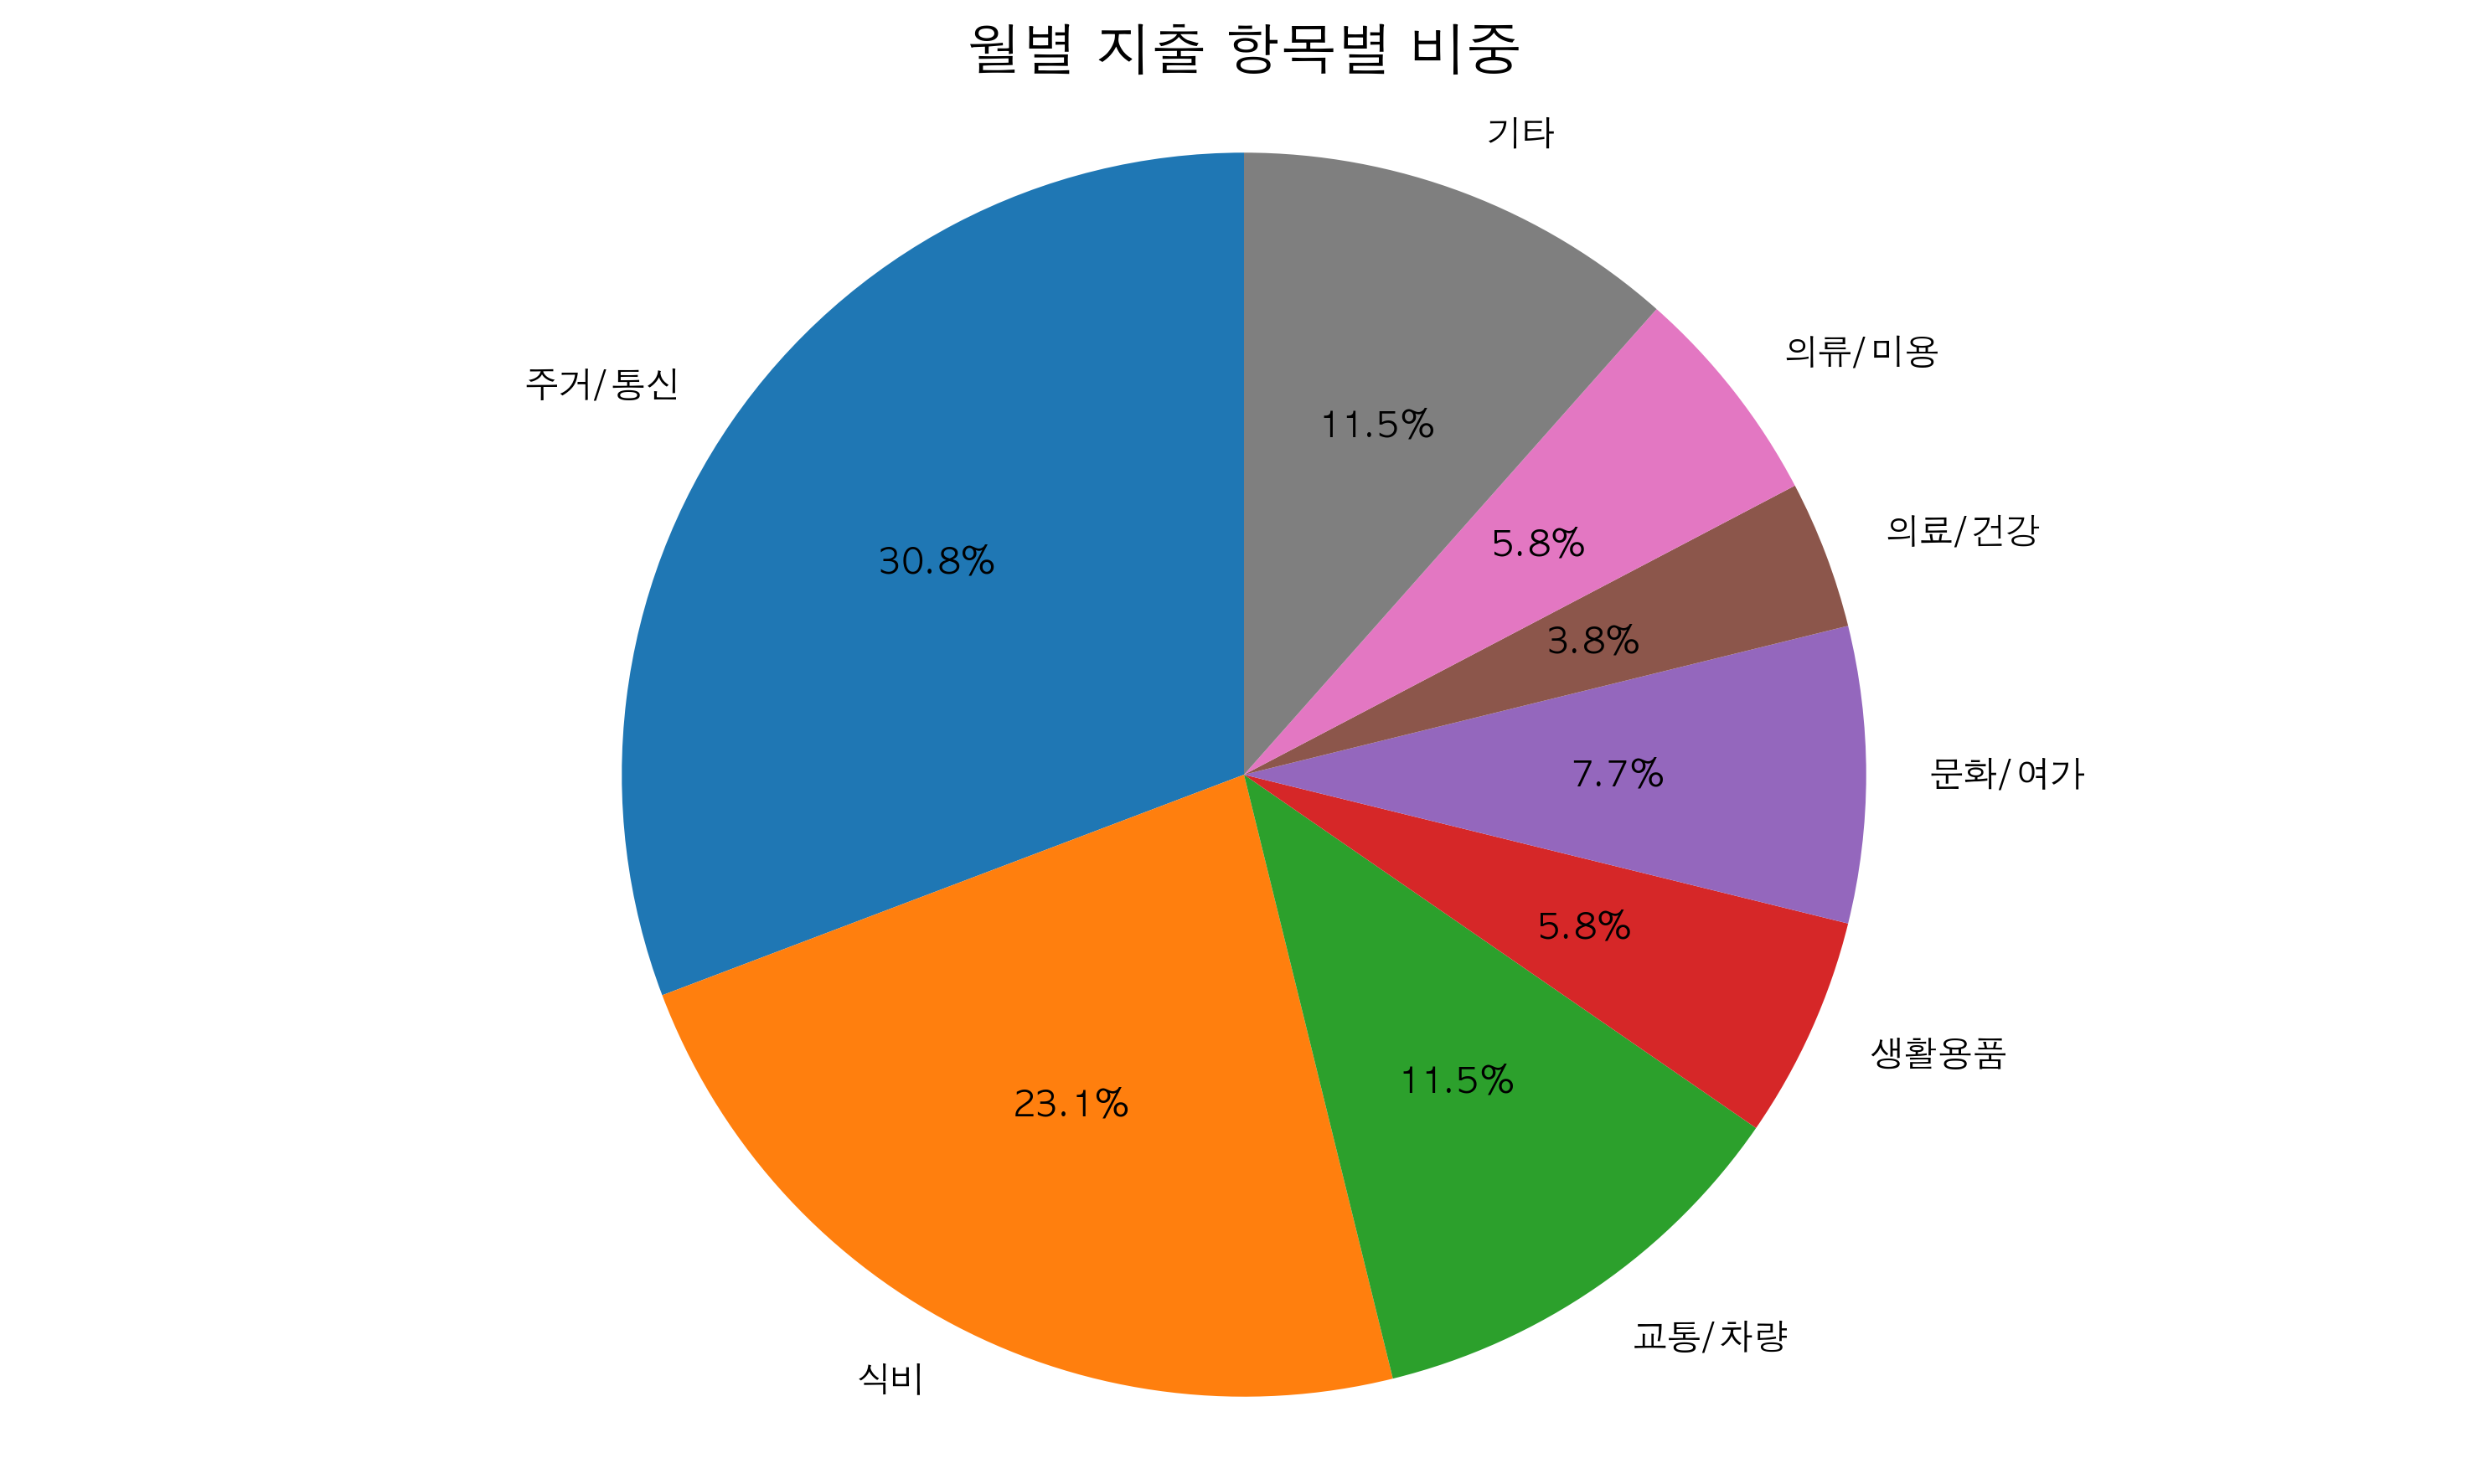 월별 지출 항목별 비중
기타
의류/미용
주거/통신
11.5%
의료/건강
5.8%
30.8%
3.8%
문화/여가
7.7%
5.8%
생활용품
11.5%
23.1%
교통/차량
식비